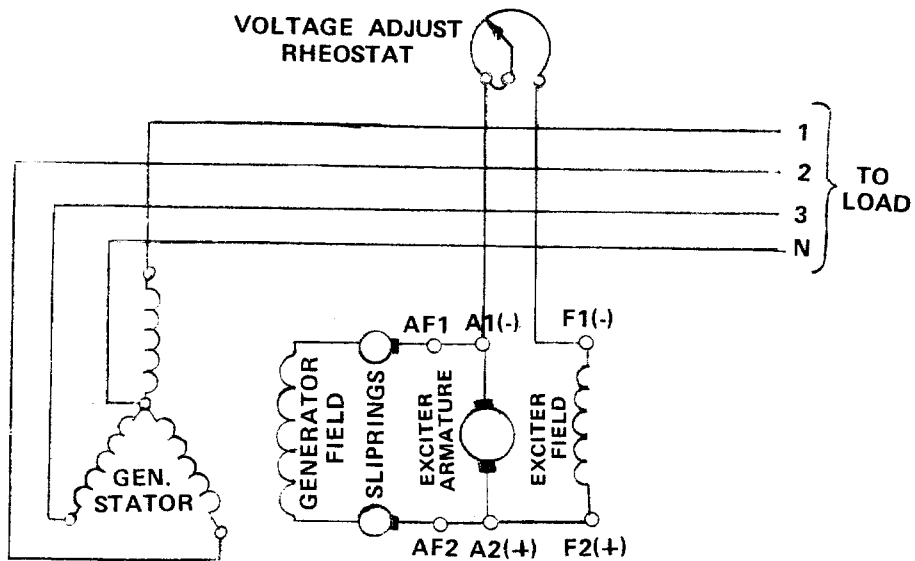 VOLTAGE ADJUST
RHEOSTAT
1
2
3
N
TO
LOAD
AF1
A1(-)
F1(-)
GENERATOR
FIELD
SLIPRINGS
EXCITER
ARMATURE
EXCITER
FIELD
GEN.
STATOR
AF2
A2(+)
F2(+)